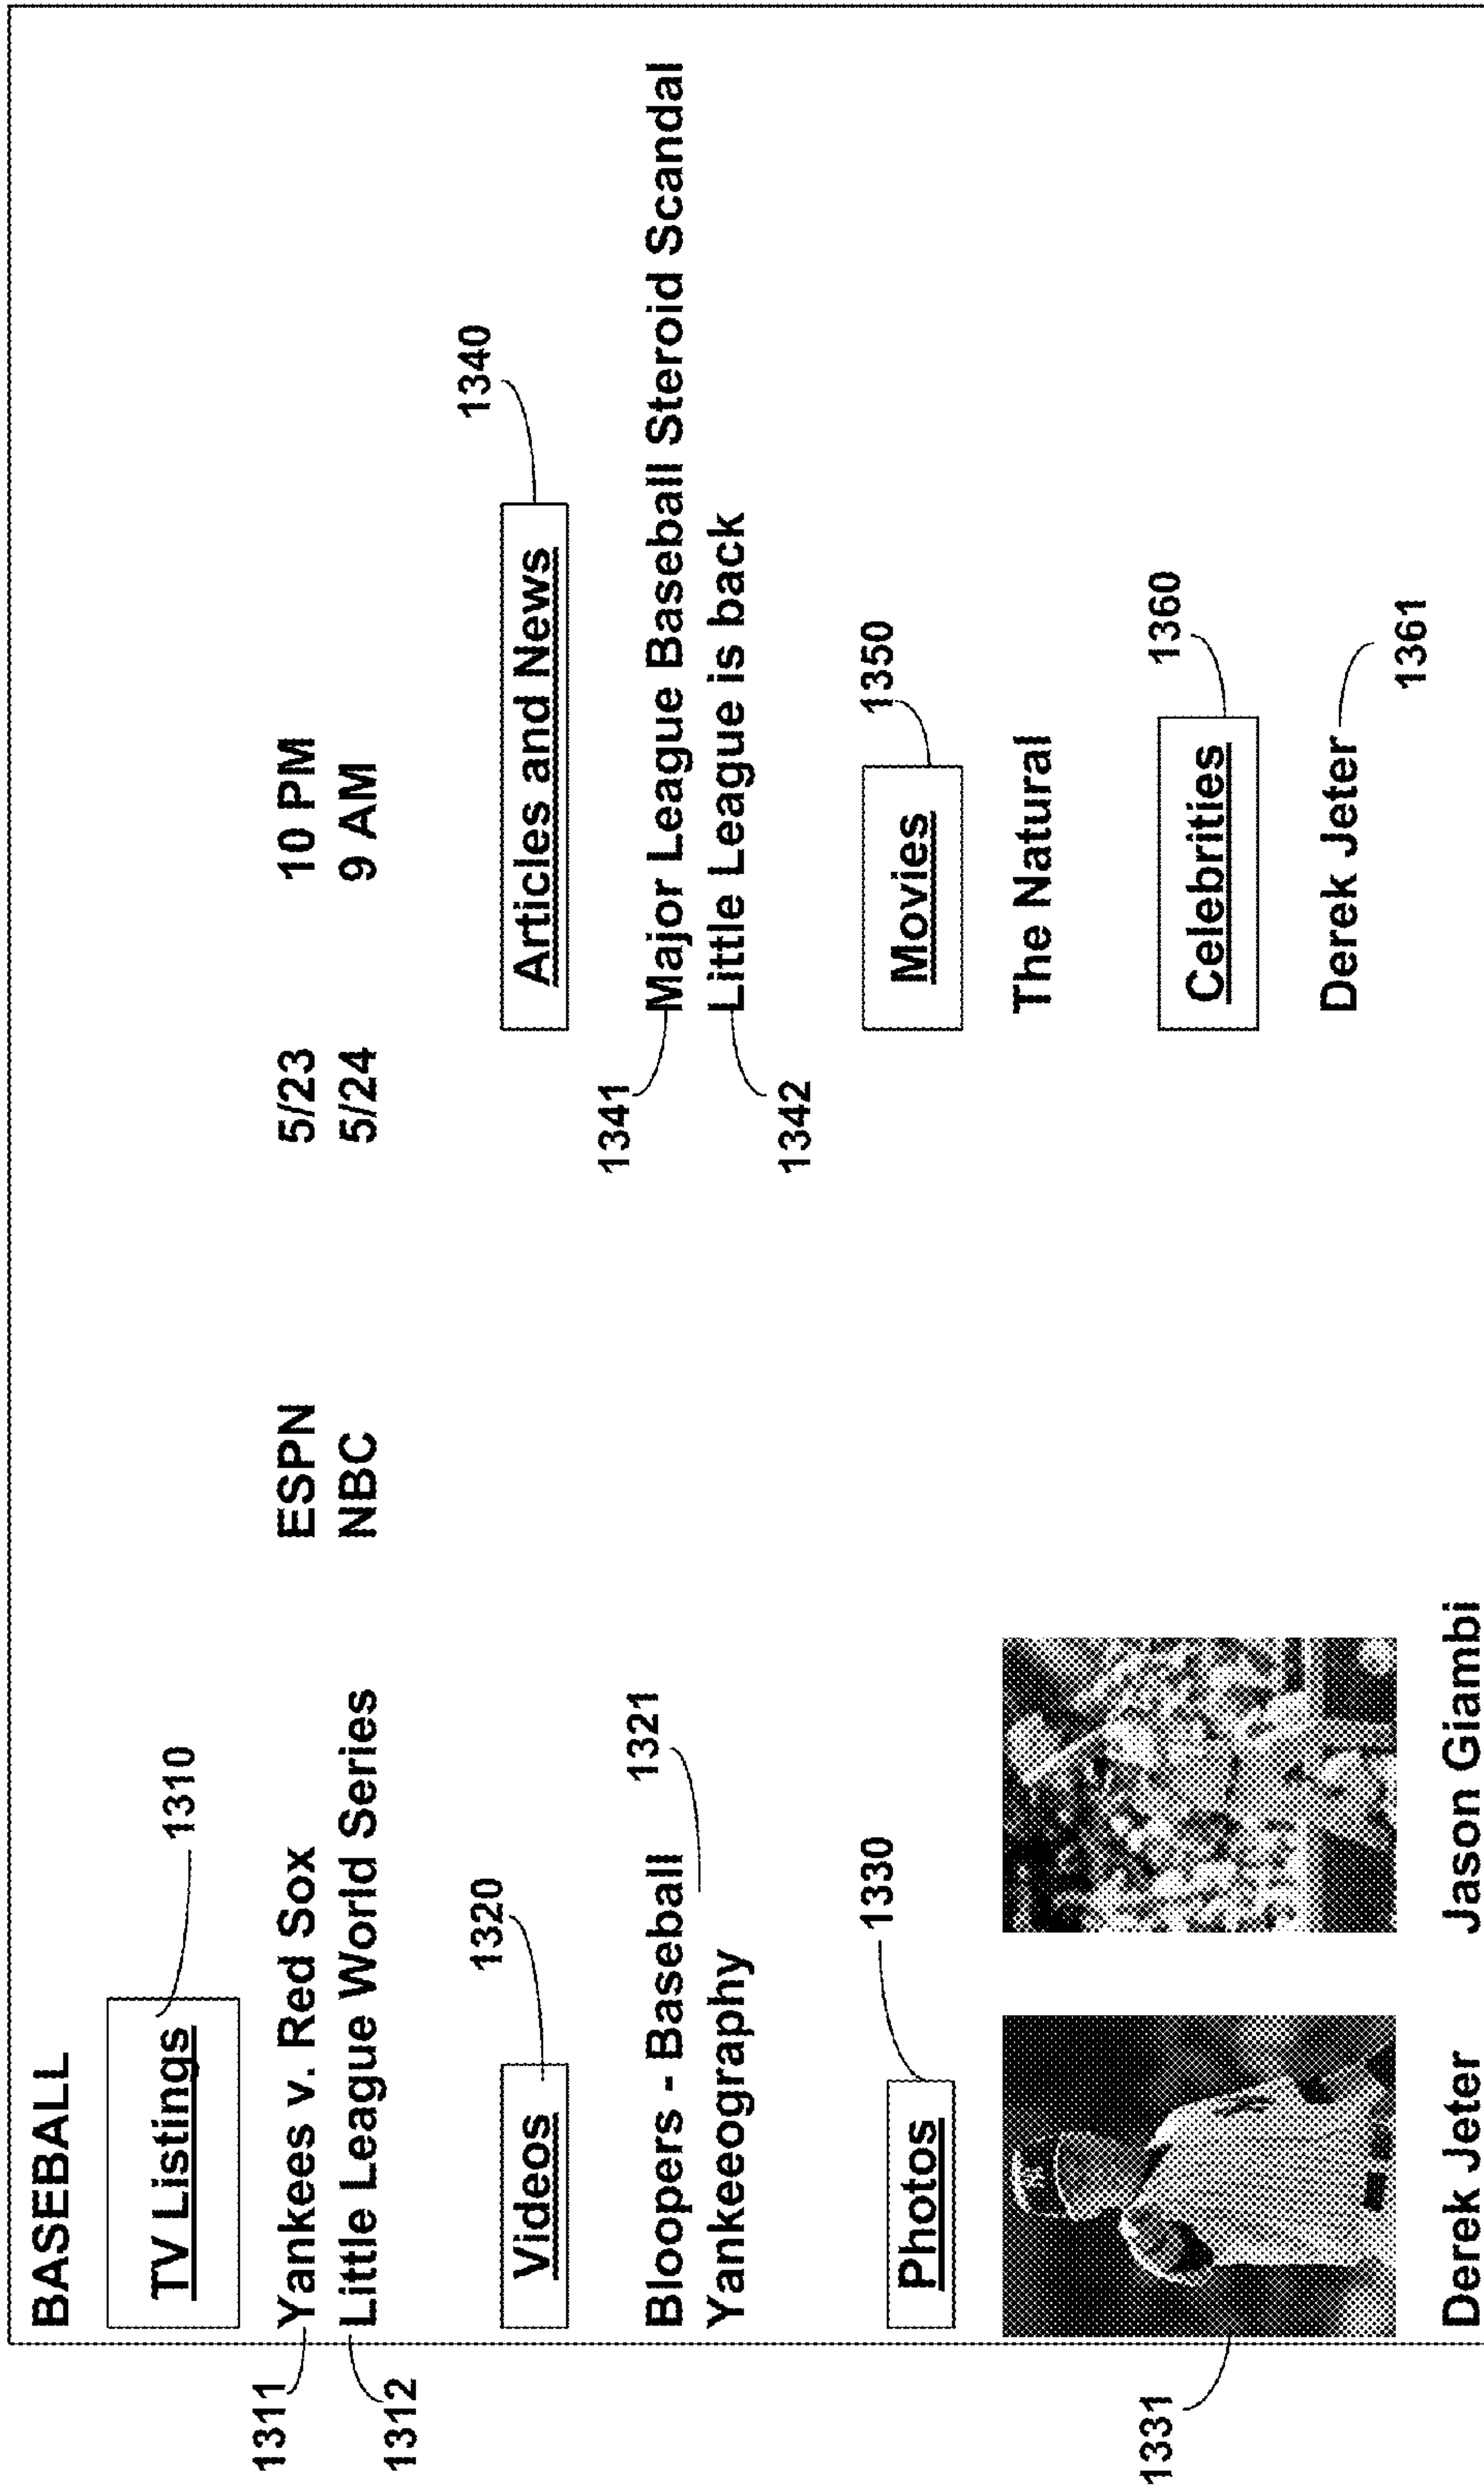 BASEBALL
1310
TV Listings
1311 Yankees v. Red Sox ESPN 5/23 10 PM
1312 Little League World Series NBC 5/24 9 AM
1320
Videos
1321
Bloopers - Baseball
Yankeeography
1330
Photos
1331
Derek Jeter Jason Giambi
1340
Articles and News
1341 Major League Baseball Steroid Scandal
1342 Little League is back
1350
Movies
The Natural
1360
Celebrities
Derek Jeter
1361